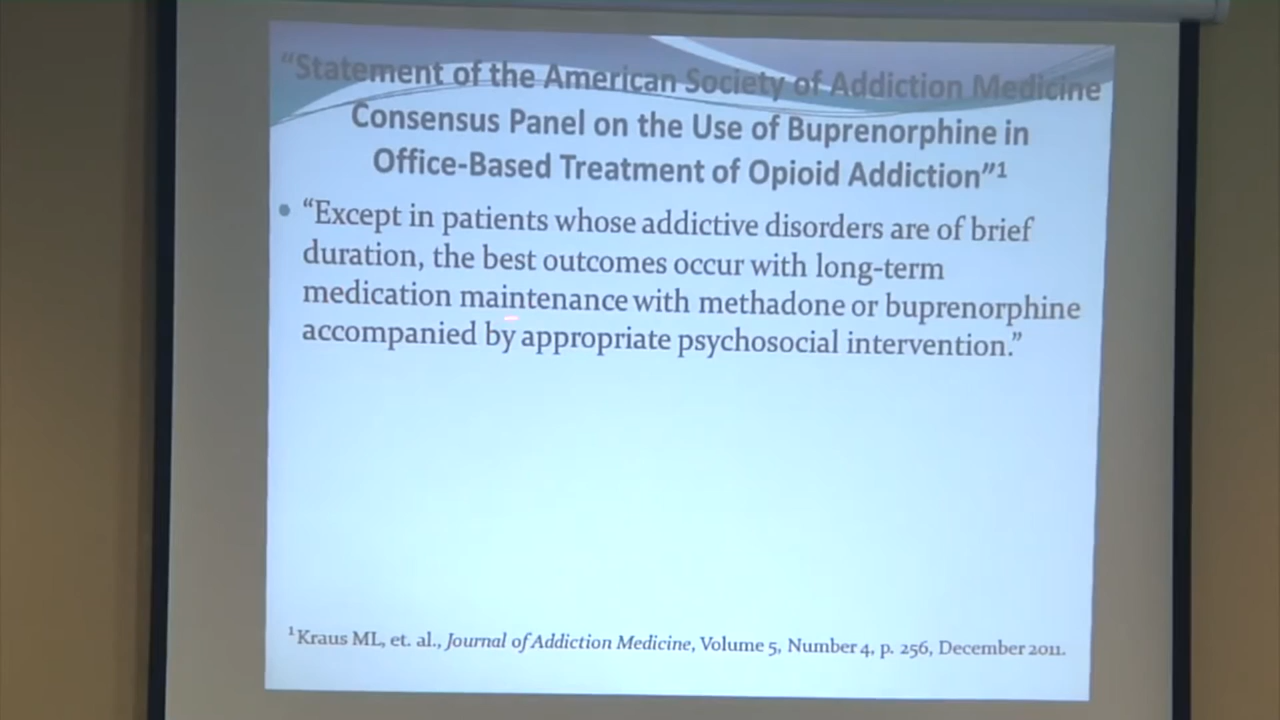 “Statement of the American Society of Addiction Medicine
Consensus Panel on the Use of Buprenorphine in
Office-Based Treatment of Opioid Addiction”1
• “Except in patients whose addictive disorders are of brief
duration, the best outcomes occur with long-term
medication maintenance with methadone or buprenorphine
accompanied by appropriate psychosocial intervention.”
1 Kraus ML, et. al., Journal of Addiction Medicine, Volume 5, Number 4, p. 256, December 2011.